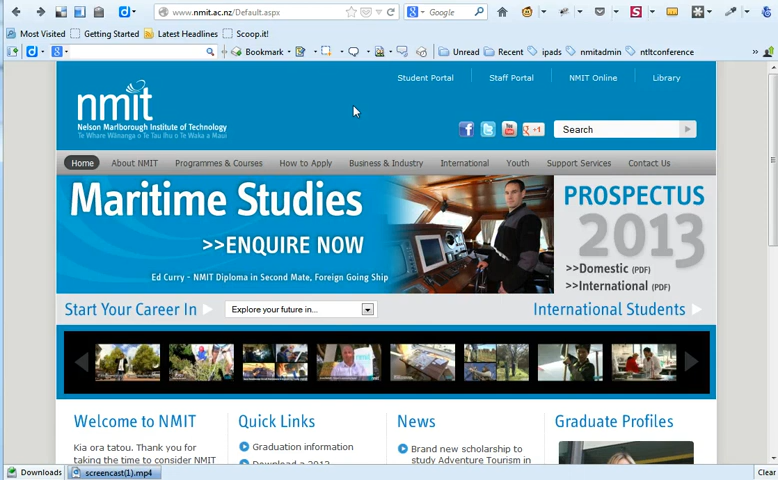 www.nmit.ac.nz/Default.aspx
Google
Most Visited
Getting Started
Latest Headlines
Scoop.it!
Bookmark
Unread
Recent
ipads
nmitadmin
ntltconference
Student Portal
Staff Portal
NMIT Online
Library
nmit
Nelson Marlborough Institute of Technology
Te Whare Wānanga o Te Tau Ihu o Te Waka a Maui
+1
Search
Home
About NMIT
Programmes & Courses
How to Apply
Business & Industry
International
Youth
Support Services
Contact Us
Maritime Studies
>>ENQUIRE NOW
Ed Curry - NMIT Diploma in Second Mate, Foreign Going Ship
PROSPECTUS
2013
>>Domestic (PDF)
>>International (PDF)
Start Your Career In
Explore your future in...
International Students
Welcome to NMIT
Kia ora tatou. Thank you for
taking the time to consider NMIT
Quick Links
Graduation information
Download a 2013
News
Brand new scholarship to
study Adventure Tourism in
Graduate Profiles
Downloads
screencast(1).mp4
Clear